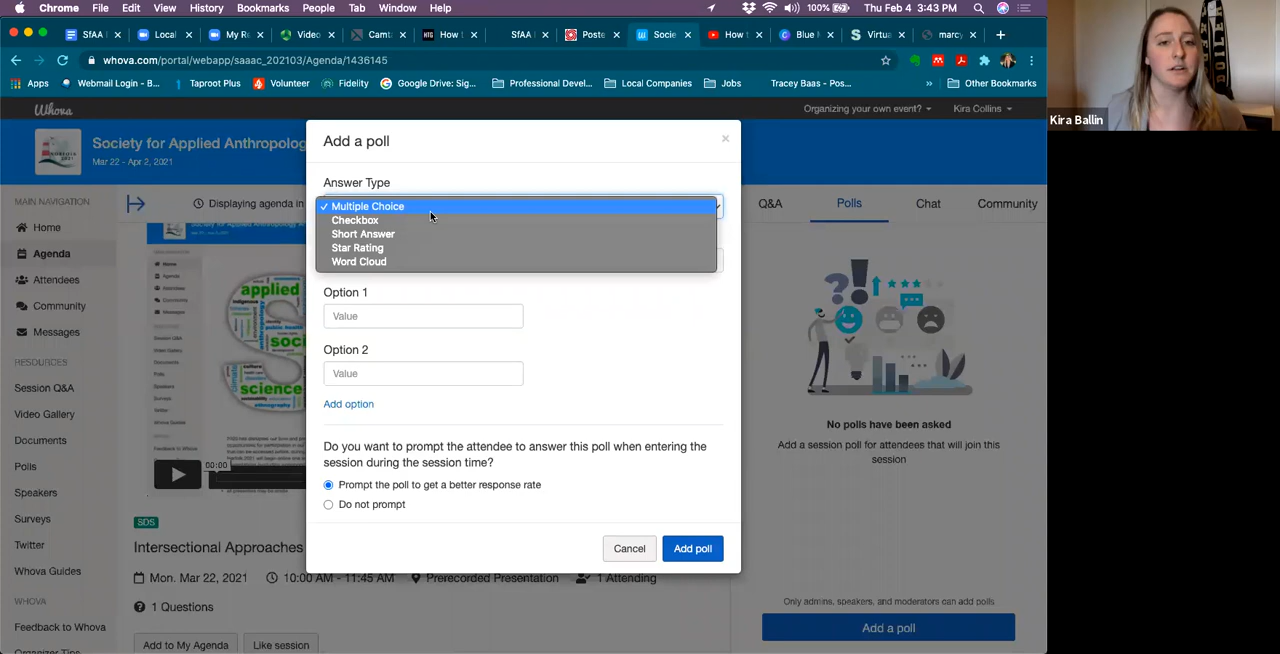 Chrome File Edit View History Bookmarks People Tab Window Help 100% Thu Feb 4 3:43 PM
SfAA Local My Re Video Camt HTG How t SfAA Poste Socie How t Blue M Virtua marcy
whova.com/portal/webapp/saaac_202103/Agenda/1436145
Apps Webmail Login - B... Taproot Plus Volunteer Fidelity Google Drive: Sig... Professional Devel... Local Companies Jobs Tracey Baas - Pos... » Other Bookmarks
Whova Organizing your own event? Kira Collins
Society for Applied Anthropology
Mar 22 - Apr 2, 2021
MAIN NAVIGATION
Home
Agenda
Attendees
Community
Messages
RESOURCES
Session Q&A
Video Gallery
Documents
Polls
Speakers
Surveys
Twitter
Whova Guides
WHOVA
Feedback to Whova
Organizer Tips
Displaying agenda in
00:00
SDS
Intersectional Approaches
Mon. Mar 22, 2021 10:00 AM - 11:45 AM Prerecorded Presentation 1 Attending
1 Questions
Add to My Agenda Like session
Add a poll ×
Answer Type
✓ Multiple Choice
Checkbox
Short Answer
Star Rating
Word Cloud
Option 1
Value
Option 2
Value
Add option
Do you want to prompt the attendee to answer this poll when entering the
session during the session time?
Prompt the poll to get a better response rate
Do not prompt
Cancel Add poll
Q&A Polls Chat Community
No polls have been asked
Add a session poll for attendees that will join this
session
Only admins, speakers, and moderators can add polls
Add a poll
Kira Ballin